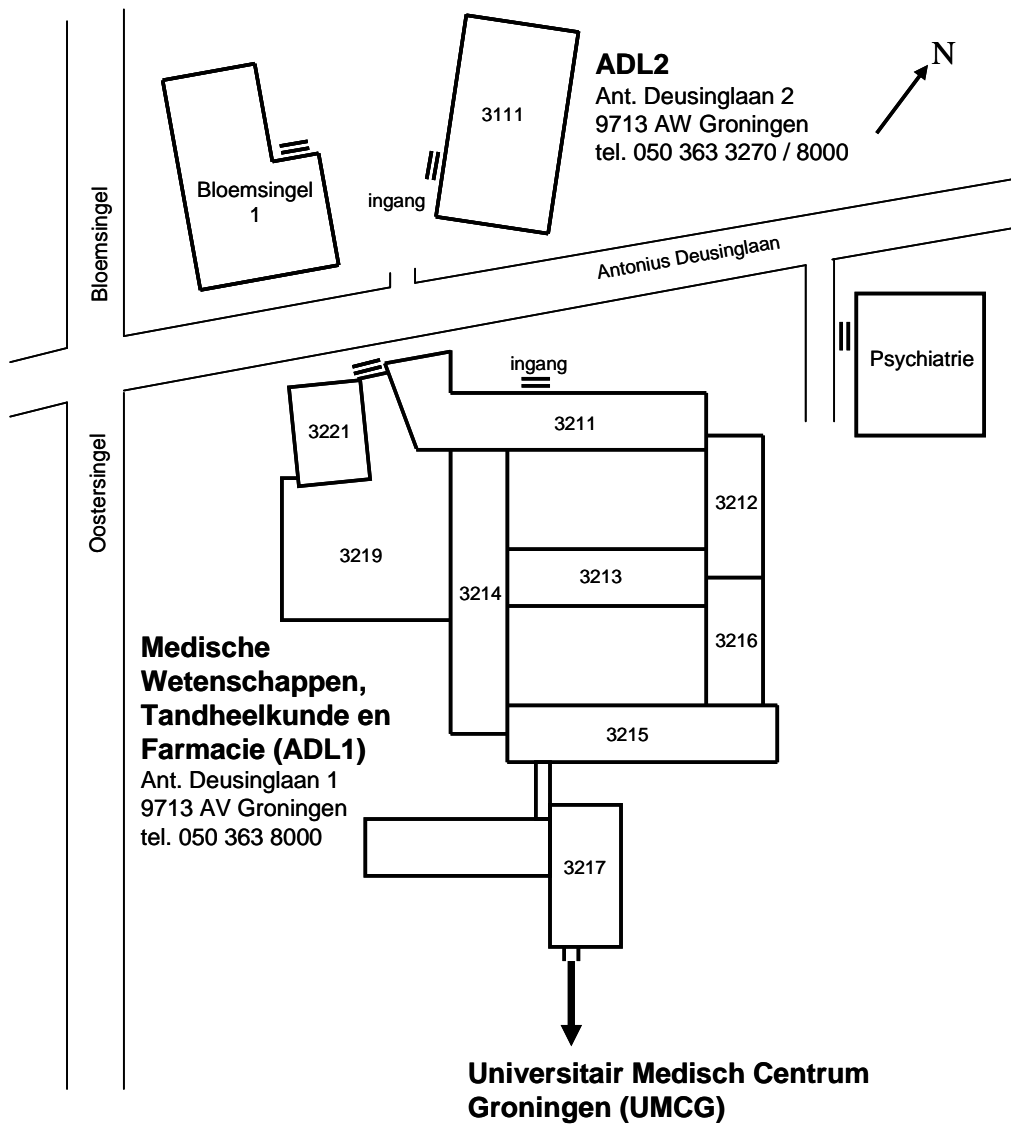 N
ADL2
Ant. Deusinglaan 2
9713 AW Groningen
tel. 050 363 3270 / 8000
3111
ingang
Bloemsingel
1
Bloemsingel
Antonius Deusinglaan
Psychiatrie
ingang
3211
3221
3212
Oostersingel
3219
3214
3213
3216
3215
Medische
Wetenschappen,
Tandheelkunde en
Farmacie (ADL1)
Ant. Deusinglaan 1
9713 AV Groningen
tel. 050 363 8000
3217
Universitair Medisch Centrum
Groningen (UMCG)